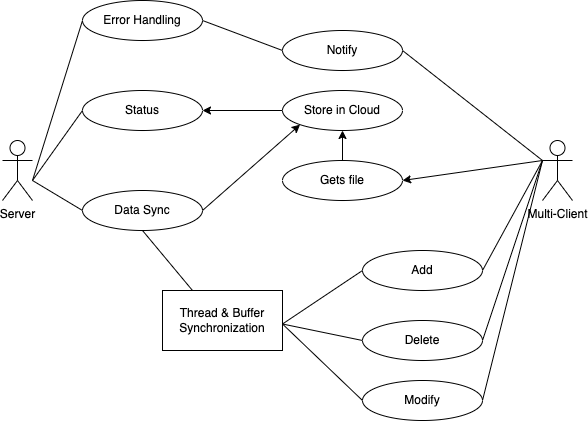 Error Handling
Notify
Status
Store in Cloud
Gets file
Server
Data Sync
Multi-Client
Add
Thread & Buffer
Synchronization
Delete
Modify